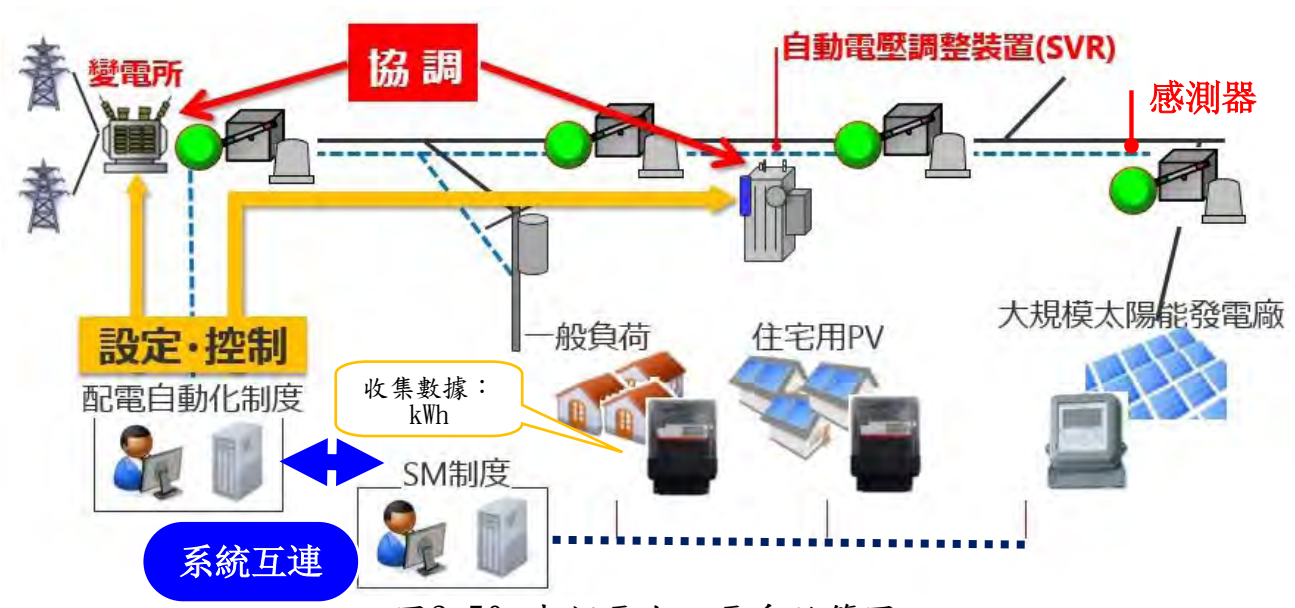 協調
自動電壓調整裝置(SVR)
變電所
感測器
大規模太陽能發電廠
設定·控制
一般負荷
住宅用PV
配電自動化制度
收集數據：
kWh
SM制度
系統互連